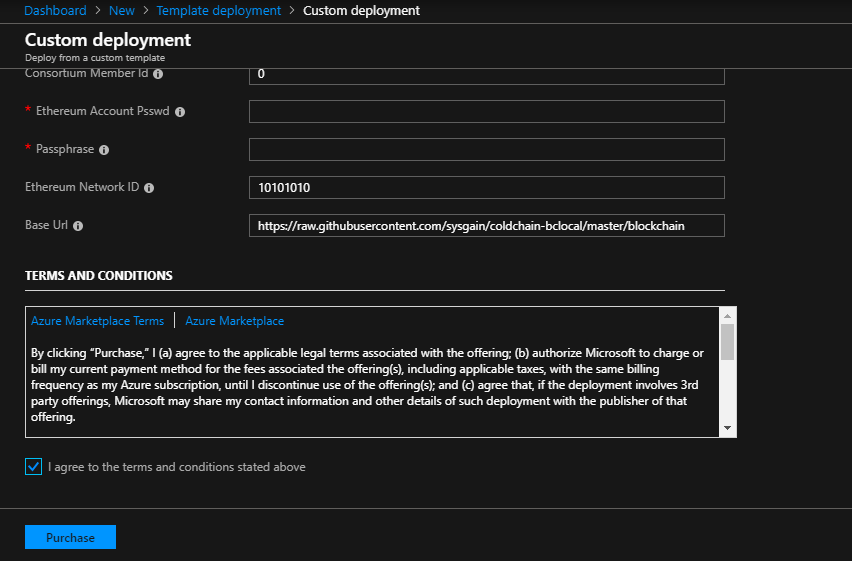 Dashboard > New > Template deployment > Custom deployment
Custom deployment
Deploy from a custom template
Consortium Member Id 0
* Ethereum Account Psswd
* Passphrase
Ethereum Network ID 10101010
Base Url https://raw.githubusercontent.com/sysgain/coldchain-bclocal/master/blockchain
TERMS AND CONDITIONS
Azure Marketplace Terms | Azure Marketplace
By clicking “Purchase,” I (a) agree to the applicable legal terms associated with the offering; (b) authorize Microsoft to charge or
bill my current payment method for the fees associated the offering(s), including applicable taxes, with the same billing
frequency as my Azure subscription, until I discontinue use of the offering(s); and (c) agree that, if the deployment involves 3rd
party offerings, Microsoft may share my contact information and other details of such deployment with the publisher of that
offering.
I agree to the terms and conditions stated above
Purchase